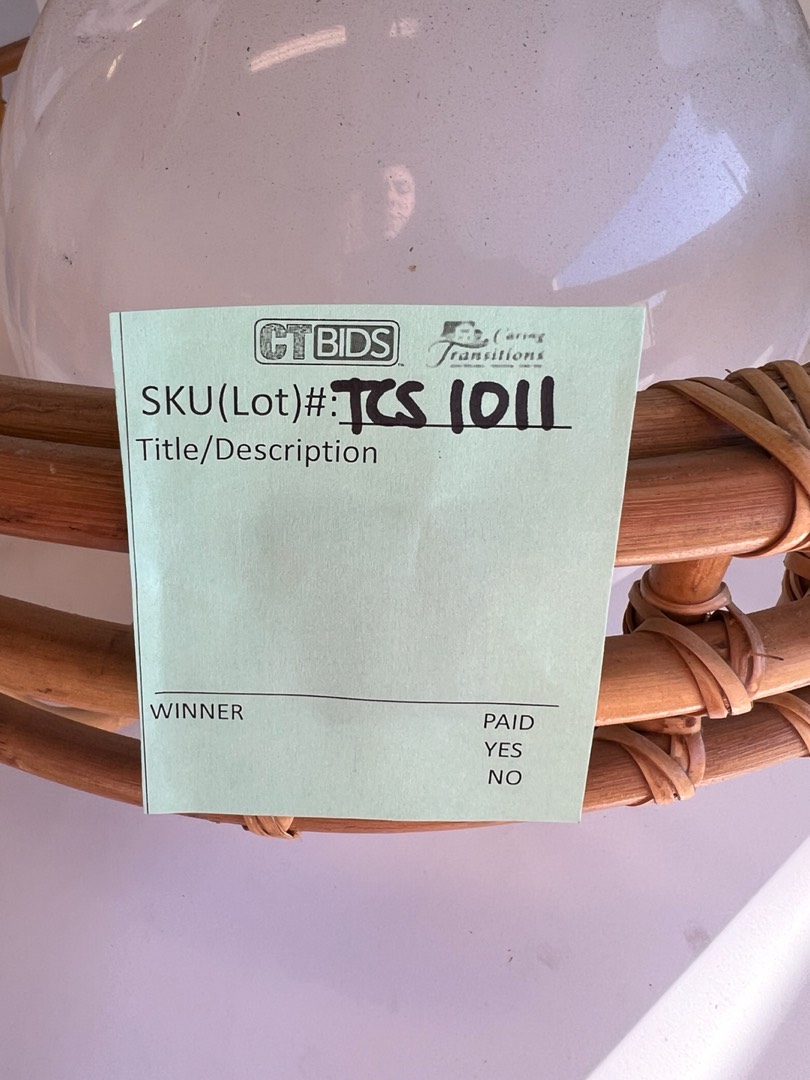 CTBIDS
Caring
Transitions
SKU(Lot)#: TCS 1011
Title/Description
WINNER
PAID
YES
NO